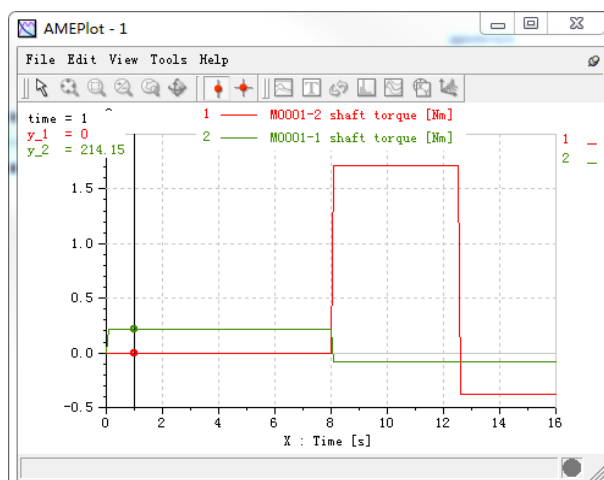 AMEPlot - 1
File Edit View Tools Help
time = 1
y_1 = 0
y_2 = 214.15
1 M0001-2 shaft torque [Nm]
2 M0001-1 shaft torque [Nm]
1
2
1.5
1.0
0.5
0.0
-0.5
0 2 4 6 8 10 12 14 16
X : Time [s]